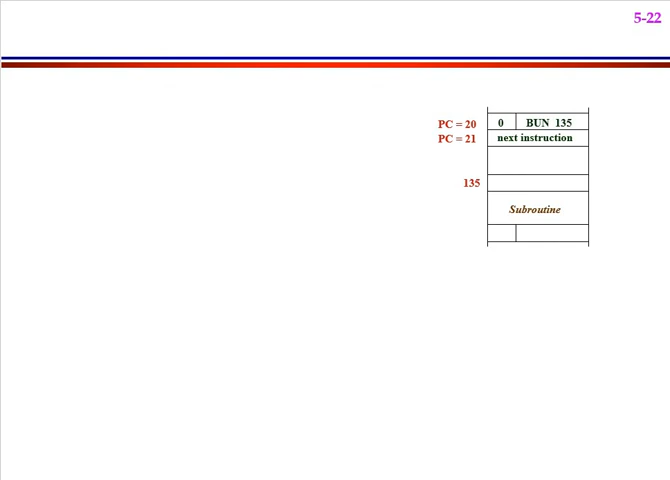 5-22
PC = 20 0 BUN 135
PC = 21 next instruction
135
Subroutine